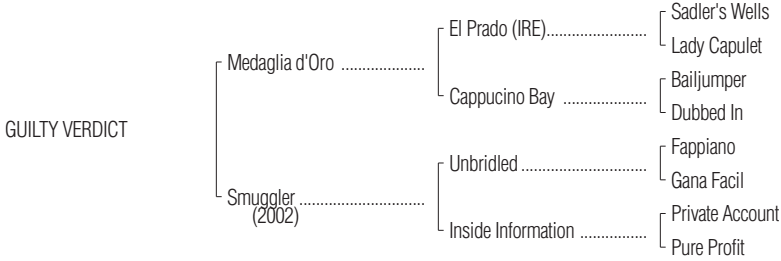 Sadler's Wells
El Prado (IRE)
Lady Capulet
Medaglia d'Oro
Bailjumper
Cappucino Bay
Dubbed In
GUILTY VERDICT
Fappiano
Unbridled
Gana Facil
Smuggler
(2002)
Private Account
Inside Information
Pure Profit